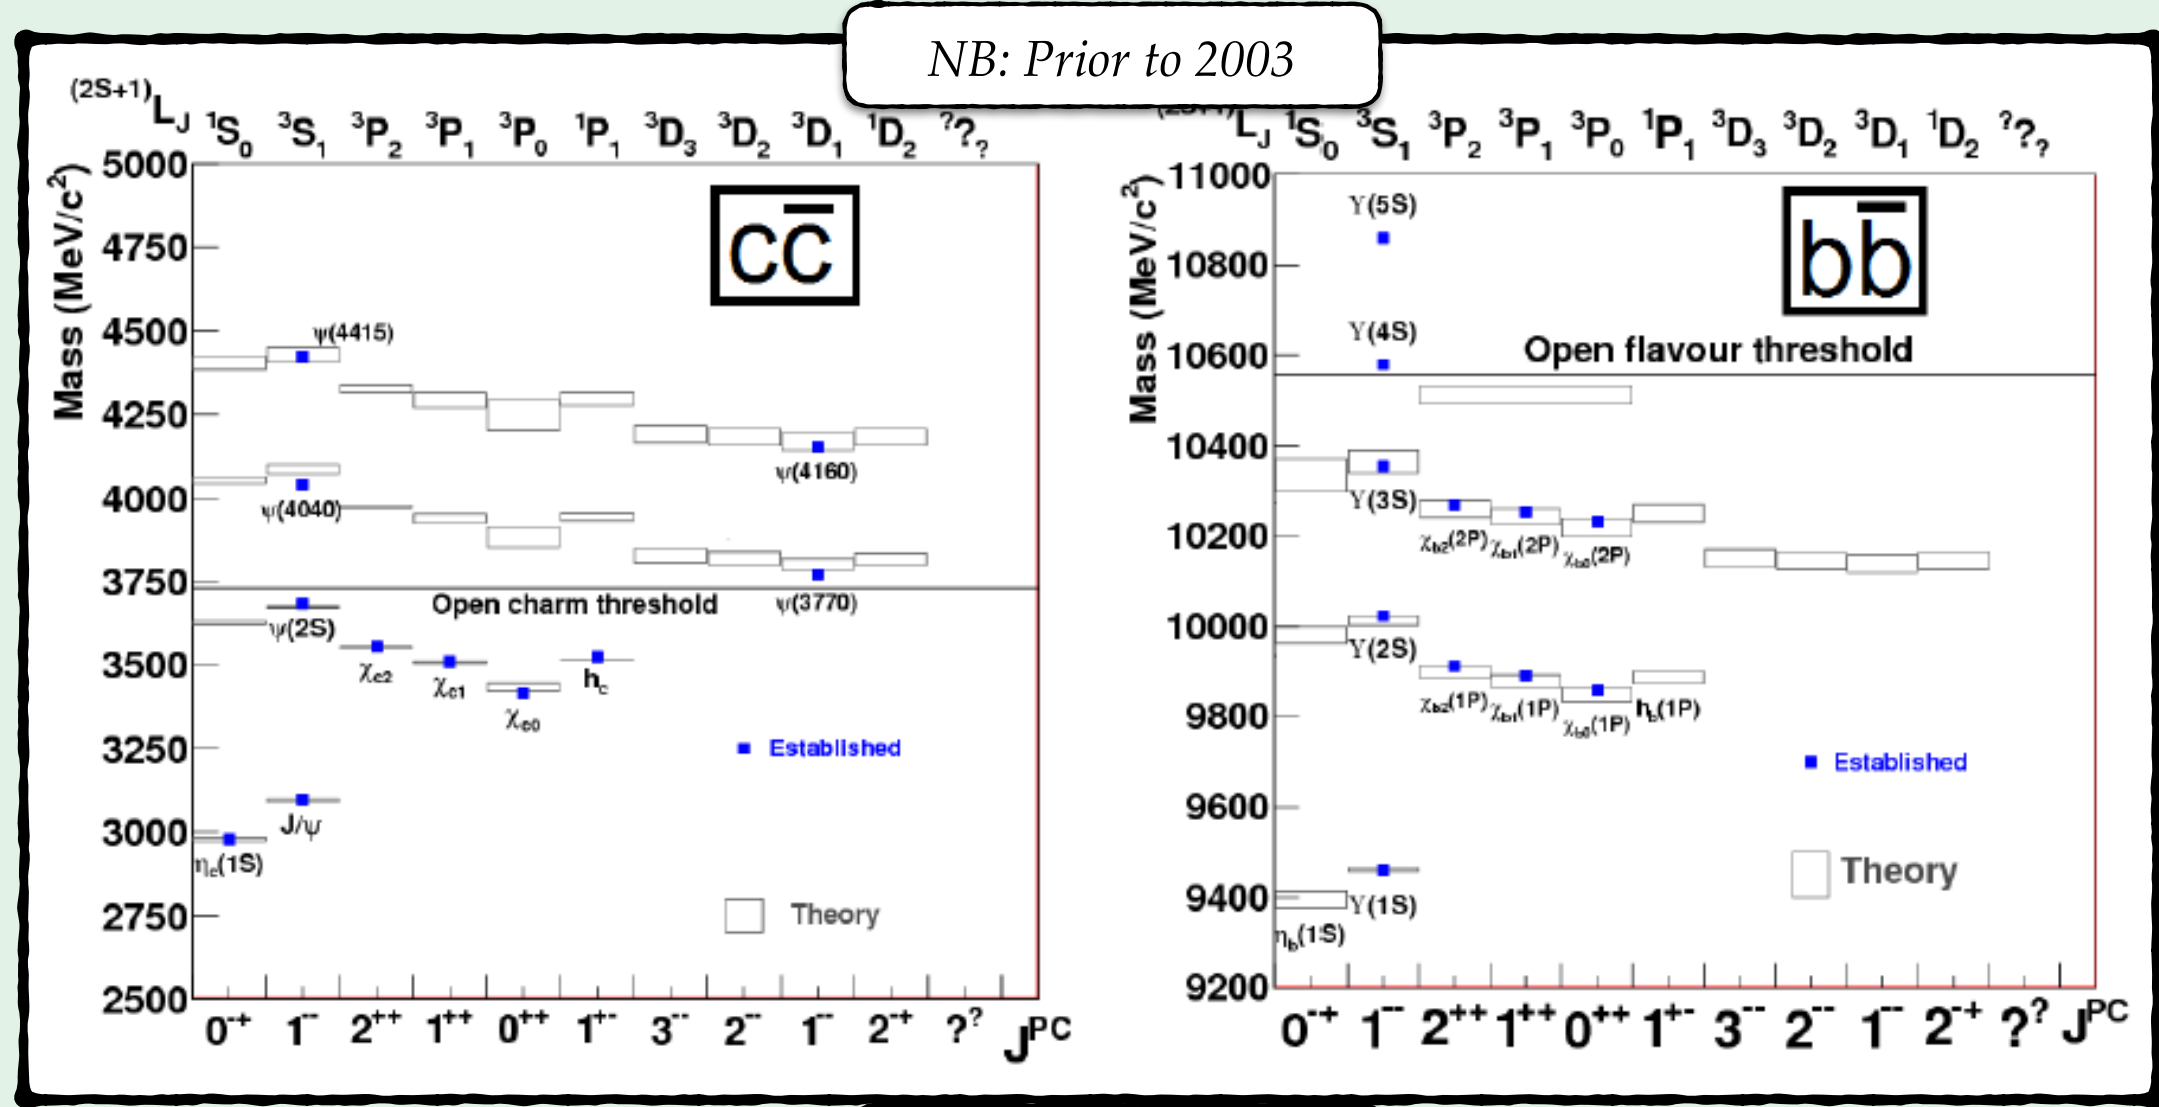 NB: Prior to 2003
(2S+1)L_J ¹S₀ ³S₁ ³P₂ ³P₁ ³P₀ ¹P₁ ³D₃ ³D₂ ³D₁ ¹D₂ ??_?
Mass (MeV/c²)
5000
4750
4500
4250
4000
3750
3500
3250
3000
2750
2500
cc̅
ψ(4415)
ψ(4160)
ψ(4040)
Open charm threshold
ψ(3770)
ψ(2S)
χc2
χc1
hc
χc0
Established
J/ψ
ηc(1S)
Theory
0⁻⁺ 1⁻⁻ 2⁺⁺ 1⁺⁺ 0⁺⁺ 1⁺⁻ 3⁻⁻ 2⁻⁻ 1⁻⁻ 2⁻⁺ ?? J^PC
L_J ¹S₀ ³S₁ ³P₂ ³P₁ ³P₀ ¹P₁ ³D₃ ³D₂ ³D₁ ¹D₂ ??_?
Mass (MeV/c²)
11000
10800
10600
10400
10200
10000
9800
9600
9400
9200
bb̅
Υ(5S)
Υ(4S)
Open flavour threshold
Υ(3S)
χb2(2P) χb1(2P) χb0(2P)
Υ(2S)
χb2(1P) χb1(1P) χb0(1P) hb(1P)
Established
Theory
Υ(1S)
ηb(1S)
0⁻⁺ 1⁻⁻ 2⁺⁺ 1⁺⁺ 0⁺⁺ 1⁺⁻ 3⁻⁻ 2⁻⁻ 1⁻⁻ 2⁻⁺ ?? J^PC